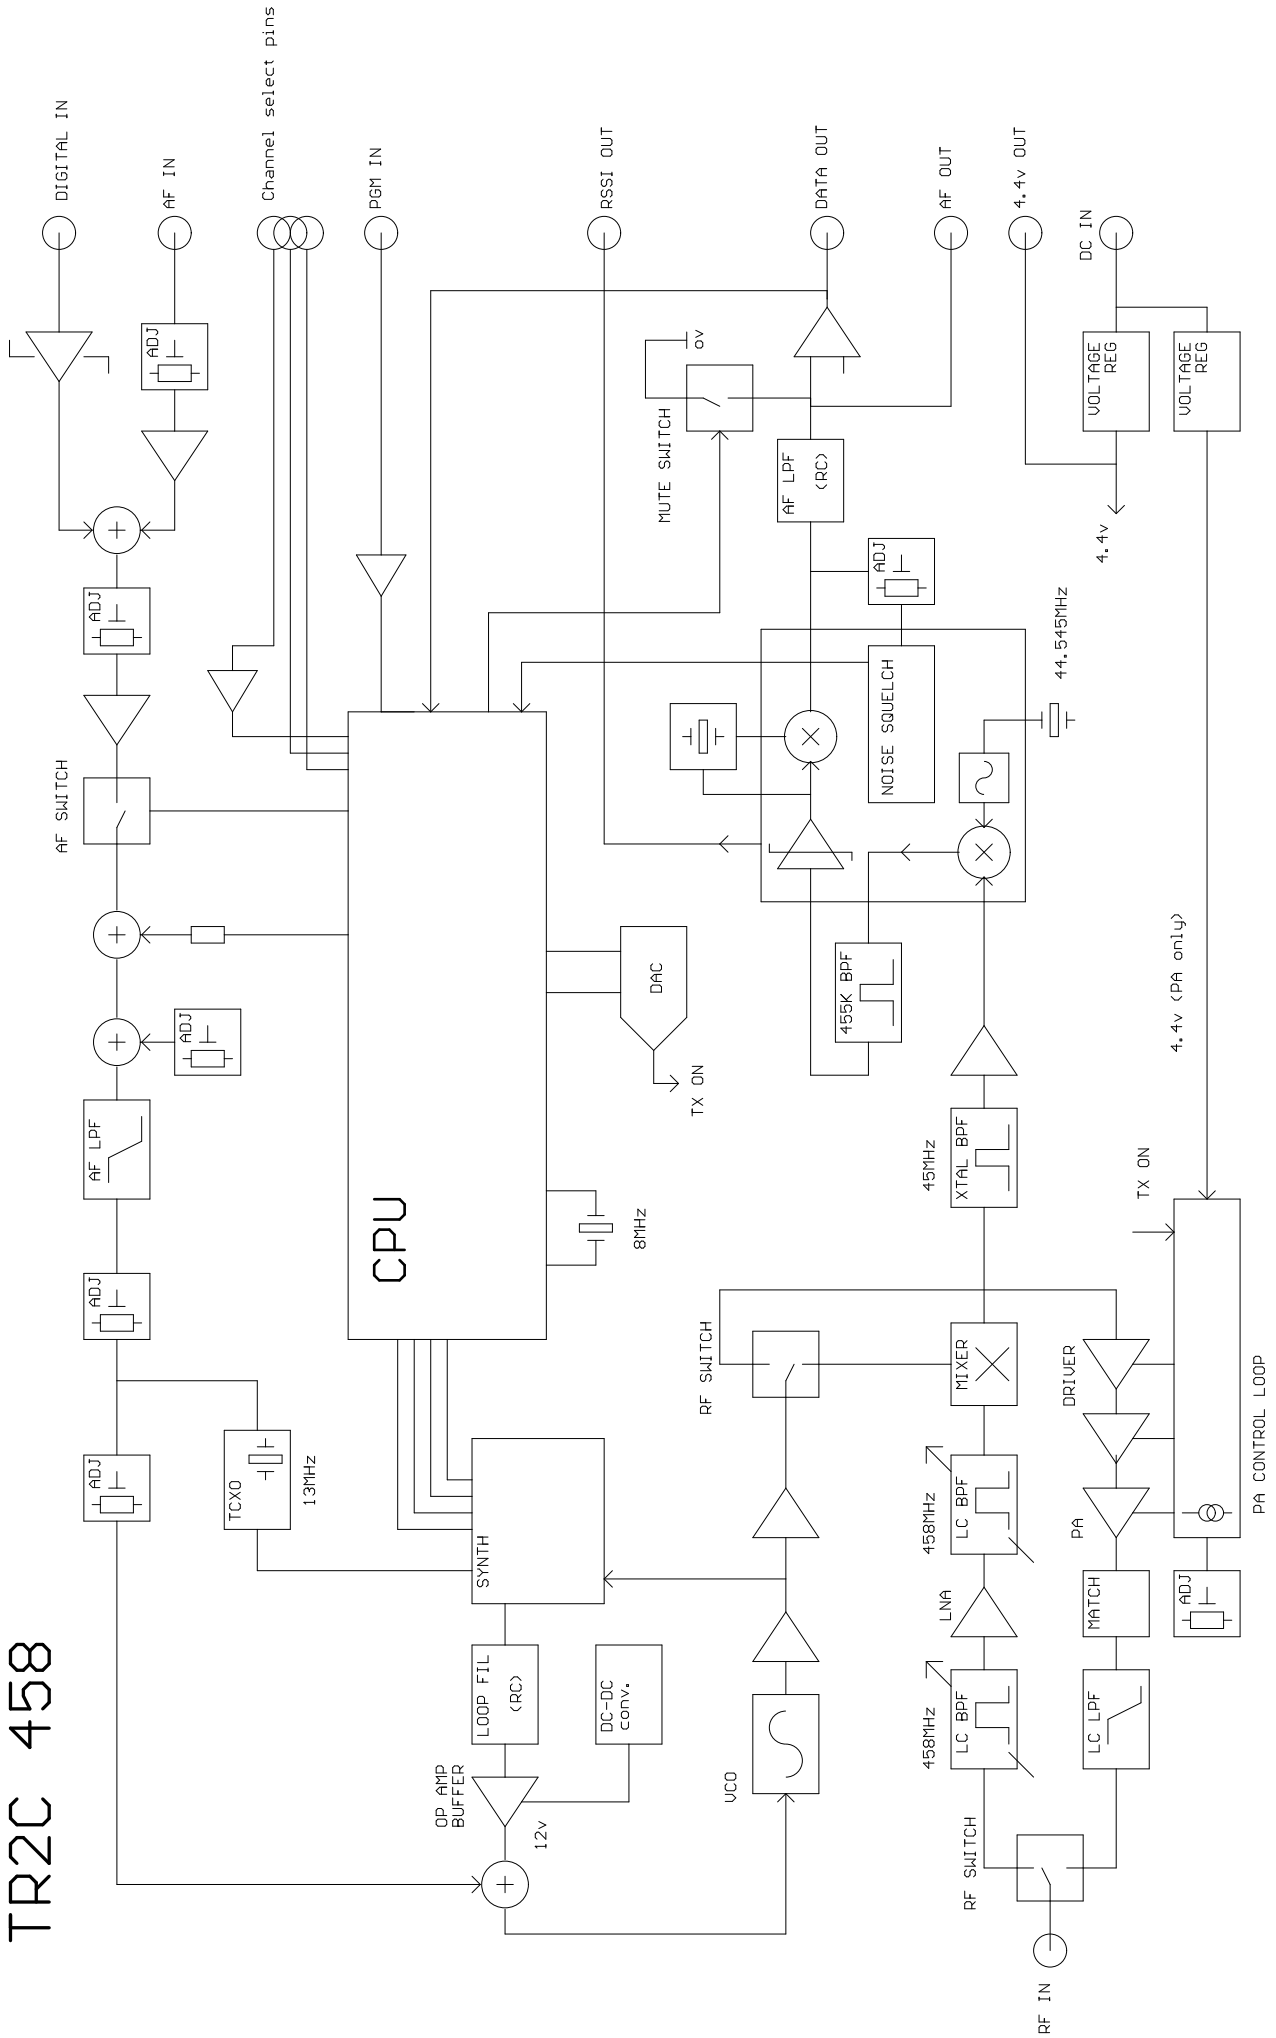 TR2C 458
DIGITAL IN
AF IN
Channel select pins
PGM IN
RSSI OUT
DATA OUT
AF OUT
4.4v OUT
DC IN
ADJ
ADJ
AF SWITCH
ADJ
AF LPF
ADJ
ADJ
TCXO
13MHz
CPU
8MHz
DAC
TX ON
SYNTH
LOOP FIL
(RC)
DC-DC
conv.
OP AMP
BUFFER
12v
VCO
RF SWITCH
MUTE SWITCH
0v
AF LPF
(RC)
ADJ
NOISE SQUELCH
44.545MHz
455K BPF
45MHz
XTAL BPF
MIXER
458MHz
LC BPF
LNA
458MHz
LC BPF
RF SWITCH
RF IN
LC LPF
MATCH
PA
DRIVER
ADJ
PA CONTROL LOOP
TX ON
4.4v (PA only)
4.4v
VOLTAGE
REG
VOLTAGE
REG